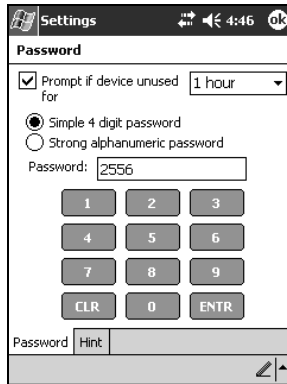 Settings 4:46 ok
Password
Prompt if device unused for 1 hour
Simple 4 digit password
Strong alphanumeric password
Password: 2556
1 2 3
4 5 6
7 8 9
CLR 0 ENTR
Password Hint